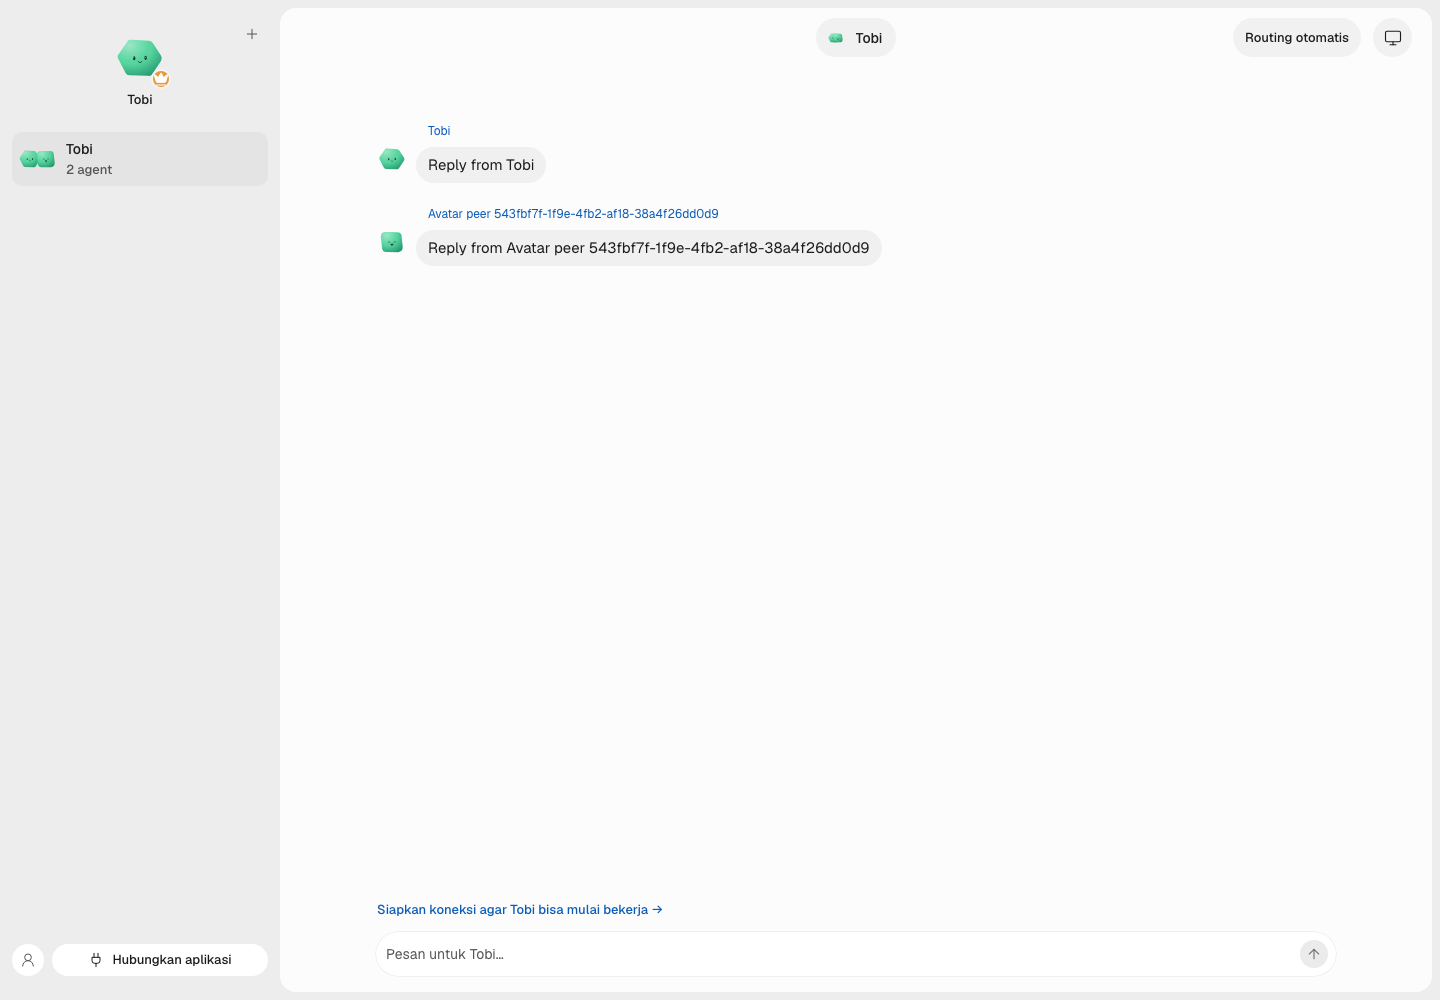 Tobi
Tobi
2 agent
Hubungkan aplikasi
Tobi
Routing otomatis
Tobi
Reply from Tobi
Avatar peer 543fbf7f-1f9e-4fb2-af18-38a4f26dd0d9
Reply from Avatar peer 543fbf7f-1f9e-4fb2-af18-38a4f26dd0d9
Siapkan koneksi agar Tobi bisa mulai bekerja →
Pesan untuk Tobi...